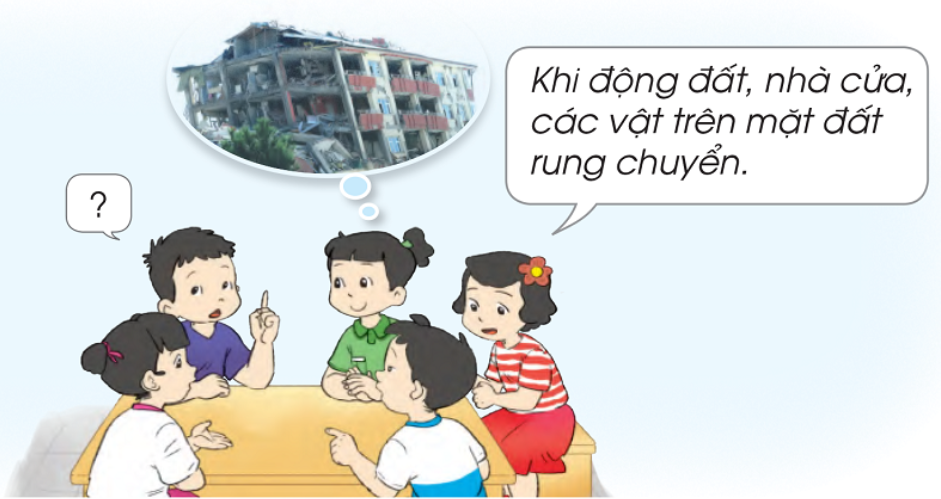 ?
Khi động đất, nhà cửa,
các vật trên mặt đất
rung chuyển.